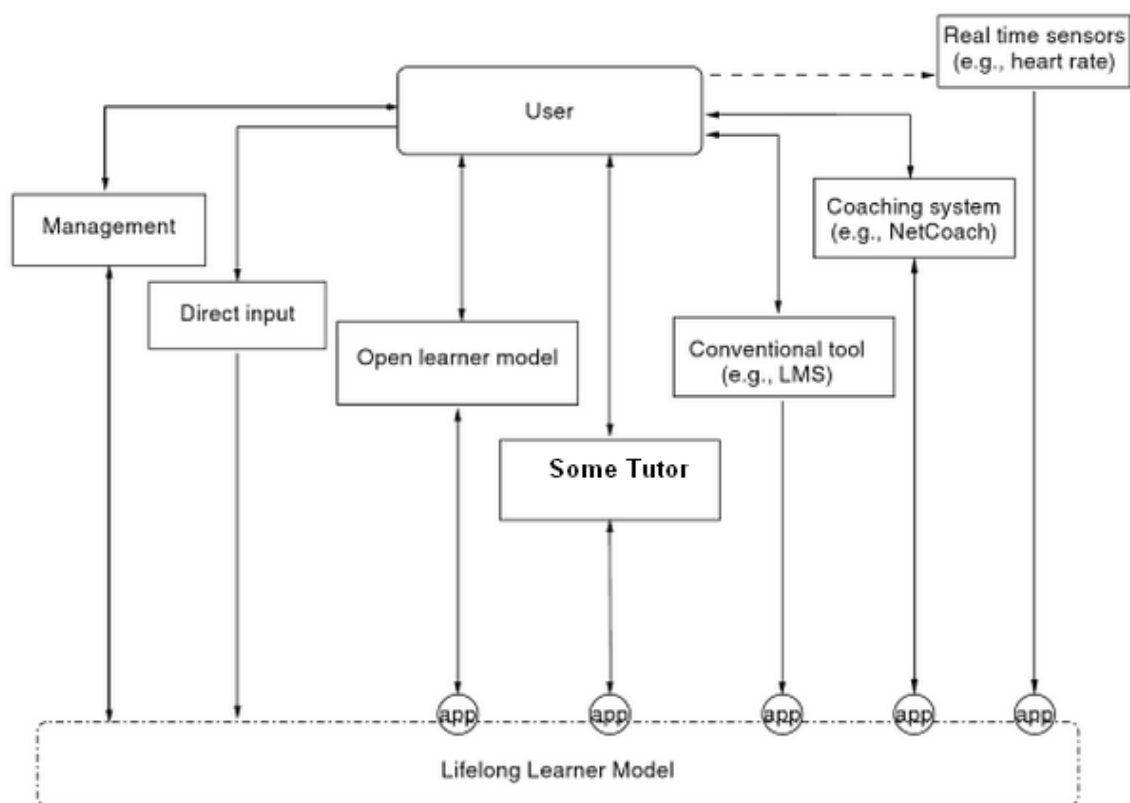 Real time sensors
(e.g., heart rate)
User
Management
Coaching system
(e.g., NetCoach)
Direct input
Open learner model
Conventional tool
(e.g., LMS)
Some Tutor
app
app
app
app
app
Lifelong Learner Model